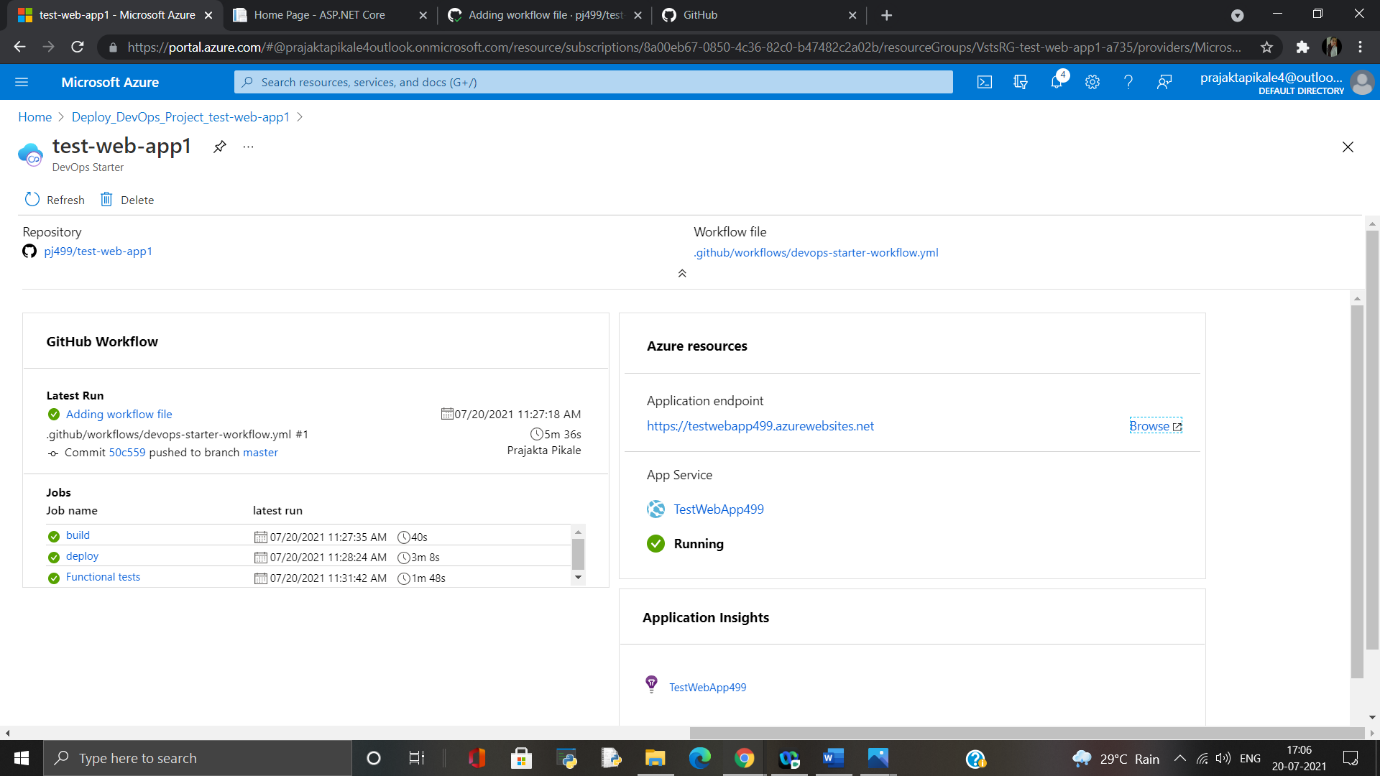 test-web-app1 - Microsoft Azure
Home Page - ASP.NET Core
Adding workflow file · pj499/test-
GitHub
https://portal.azure.com/#@prajaktapikale4outlook.onmicrosoft.com/resource/subscriptions/8a00eb67-0850-4c36-82c0-b47482c2a02b/resourceGroups/VstsRG-test-web-app1-a735/providers/Micros...
Microsoft Azure
Search resources, services, and docs (G+/)
4
prajaktapikale4@outloo...
DEFAULT DIRECTORY
Home > Deploy_DevOps_Project_test-web-app1 >
test-web-app1
...
DevOps Starter
Refresh
Delete
Repository
pj499/test-web-app1
Workflow file
.github/workflows/devops-starter-workflow.yml
GitHub Workflow
Latest Run
Adding workflow file
07/20/2021 11:27:18 AM
.github/workflows/devops-starter-workflow.yml #1
5m 36s
Commit 50c559 pushed to branch master
Prajakta Pikale
Jobs
Job name
latest run
build 07/20/2021 11:27:35 AM 40s
deploy 07/20/2021 11:28:24 AM 3m 8s
Functional tests 07/20/2021 11:31:42 AM 1m 48s
Azure resources
Application endpoint
https://testwebapp499.azurewebsites.net
Browse
App Service
TestWebApp499
Running
Application Insights
TestWebApp499
Type here to search
29°C Rain
ENG
17:06
20-07-2021